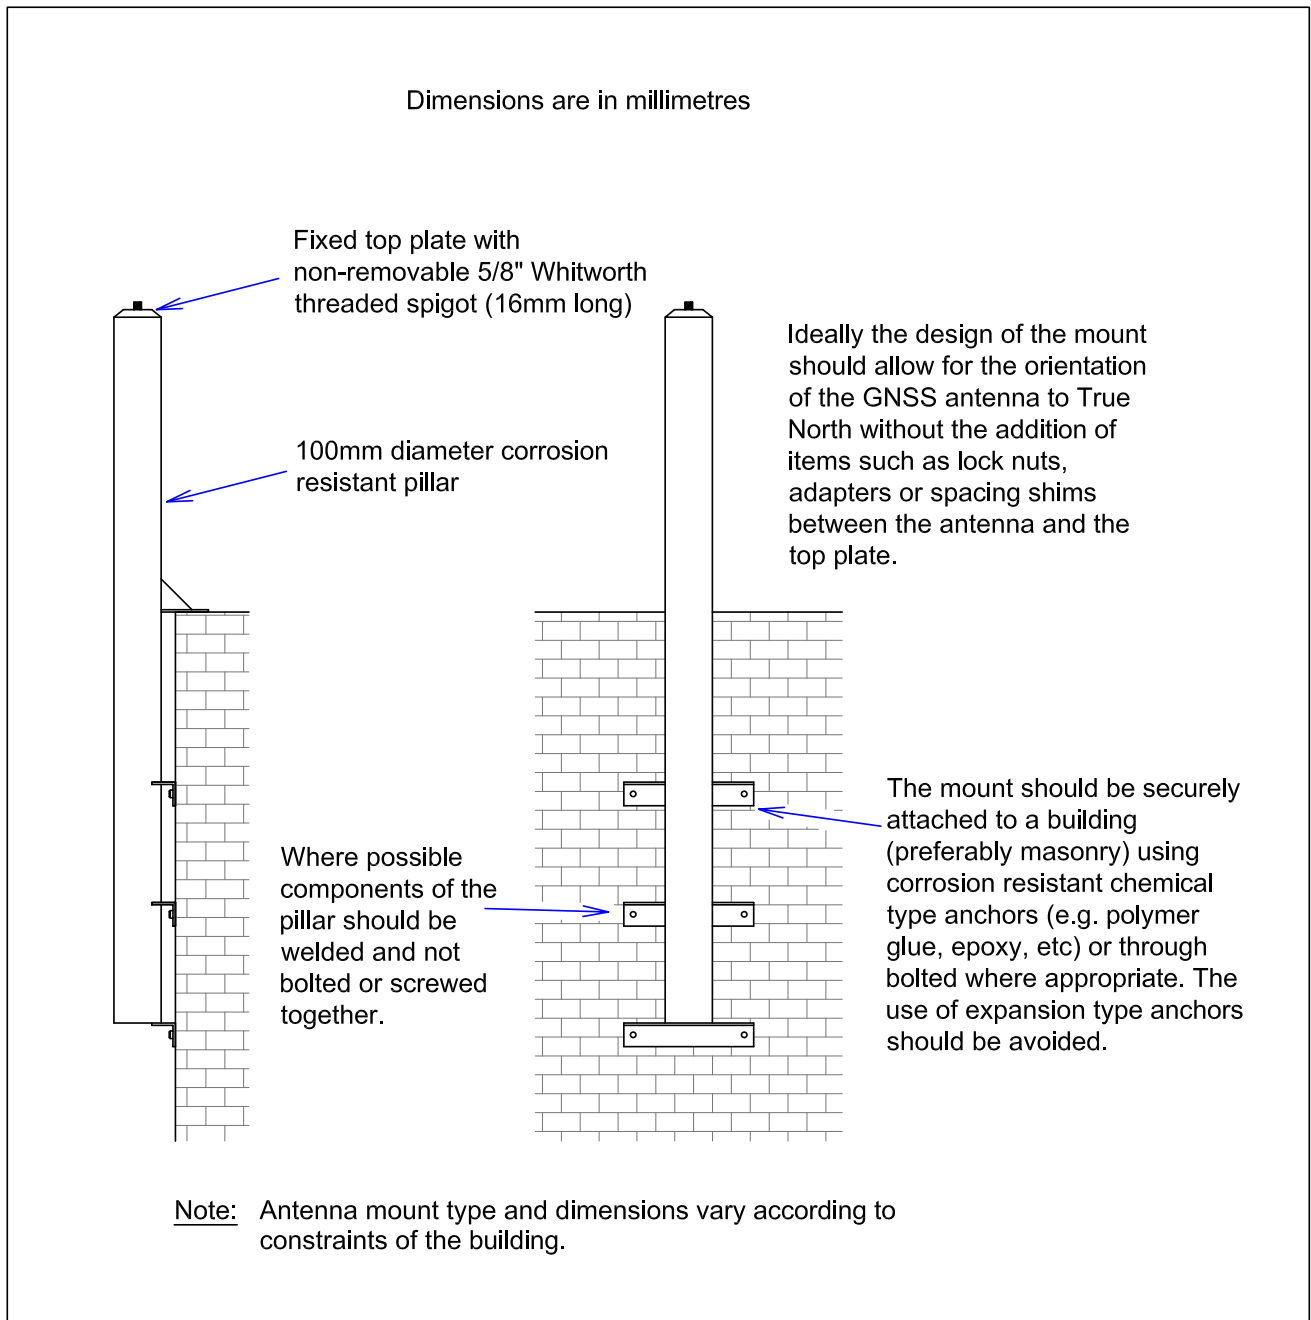 Dimensions are in millimetres
Fixed top plate with
non-removable 5/8" Whitworth
threaded spigot (16mm long)
Ideally the design of the mount
should allow for the orientation
of the GNSS antenna to True
North without the addition of
items such as lock nuts,
adapters or spacing shims
between the antenna and the
top plate.
100mm diameter corrosion
resistant pillar
The mount should be securely
attached to a building
(preferably masonry) using
corrosion resistant chemical
type anchors (e.g. polymer
glue, epoxy, etc) or through
bolted where appropriate. The
use of expansion type anchors
should be avoided.
Where possible
components of the
pillar should be
welded and not
bolted or screwed
together.
Note: Antenna mount type and dimensions vary according to
constraints of the building.